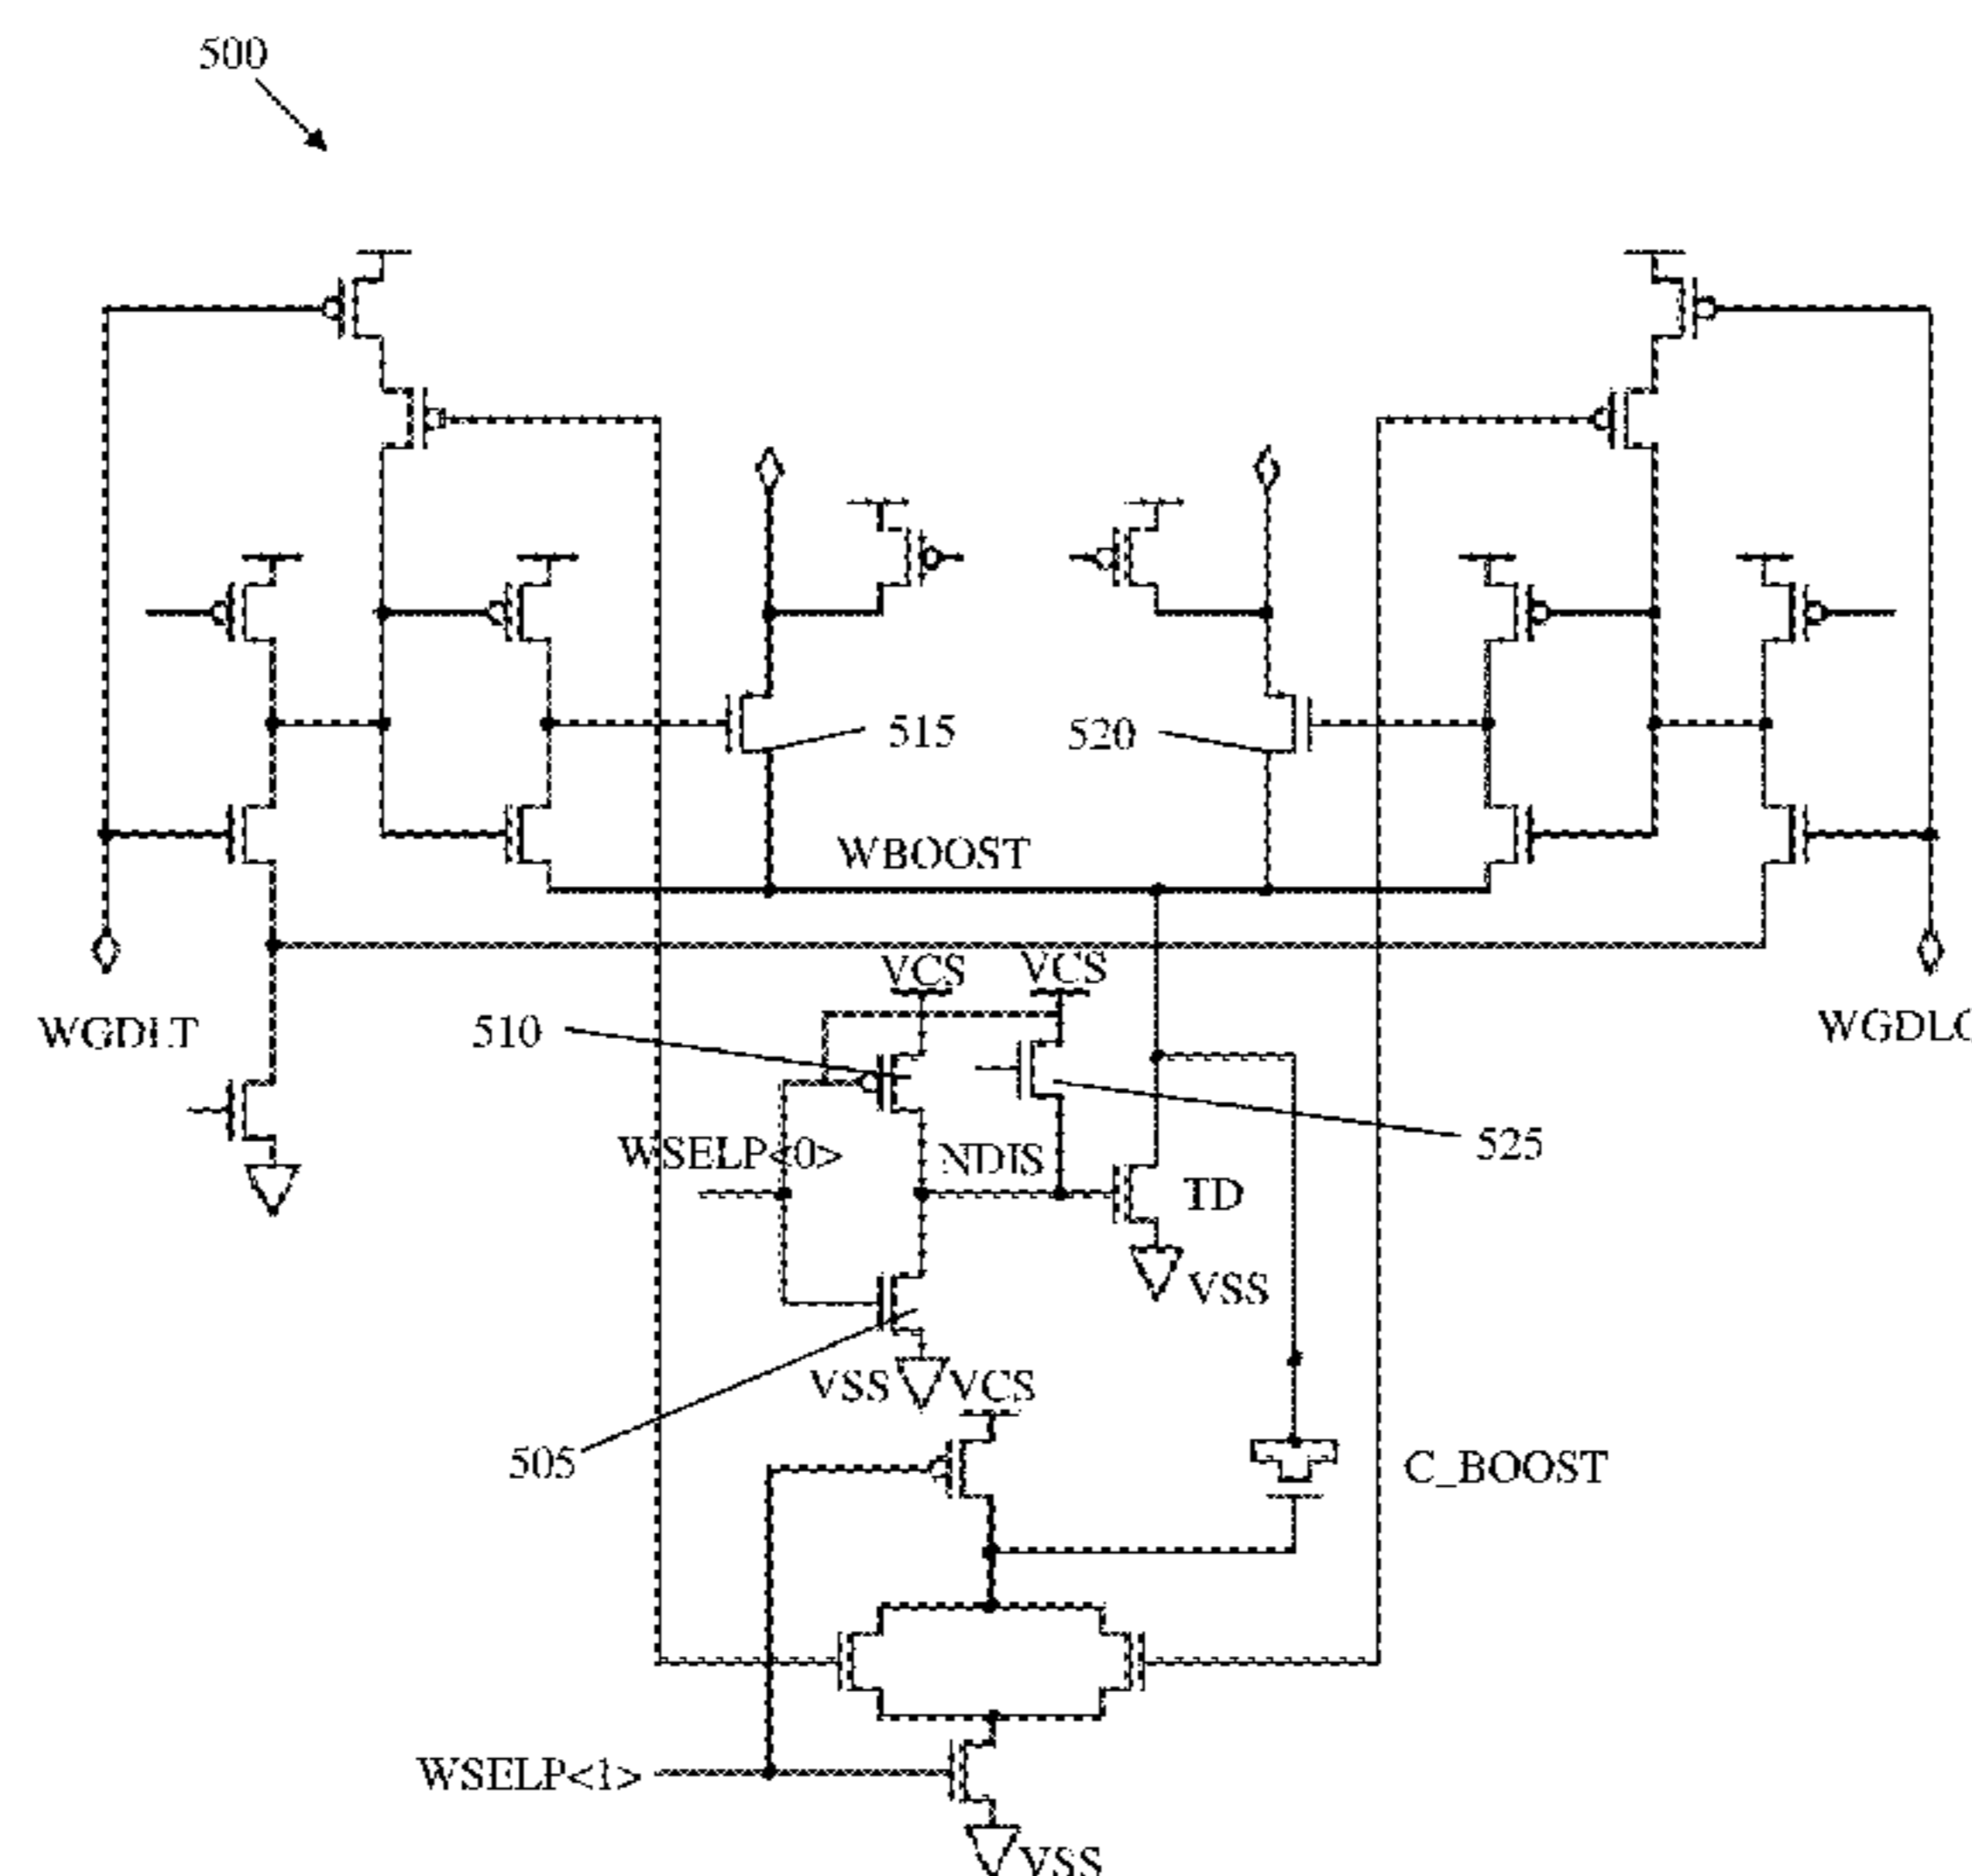 500
515
520
WBOOST
VCS
VCS
WGDLT
510
WGDLC
WSELP<0>
NDIS
525
TD
VSS
VSS
VCS
505
C_BOOST
WSELP<1>
VSS